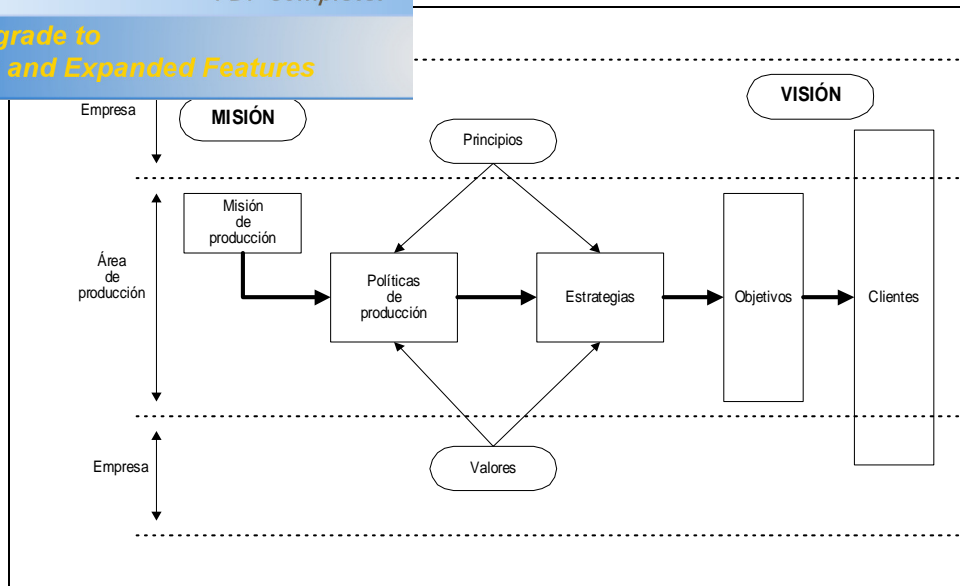 grade to
and Expanded Features
VISIÓN
Empresa
MISIÓN
Principios
Misión
de
producción
Área
de
producción
Políticas
de
producción
Estrategias
Objetivos
Clientes
Empresa
Valores